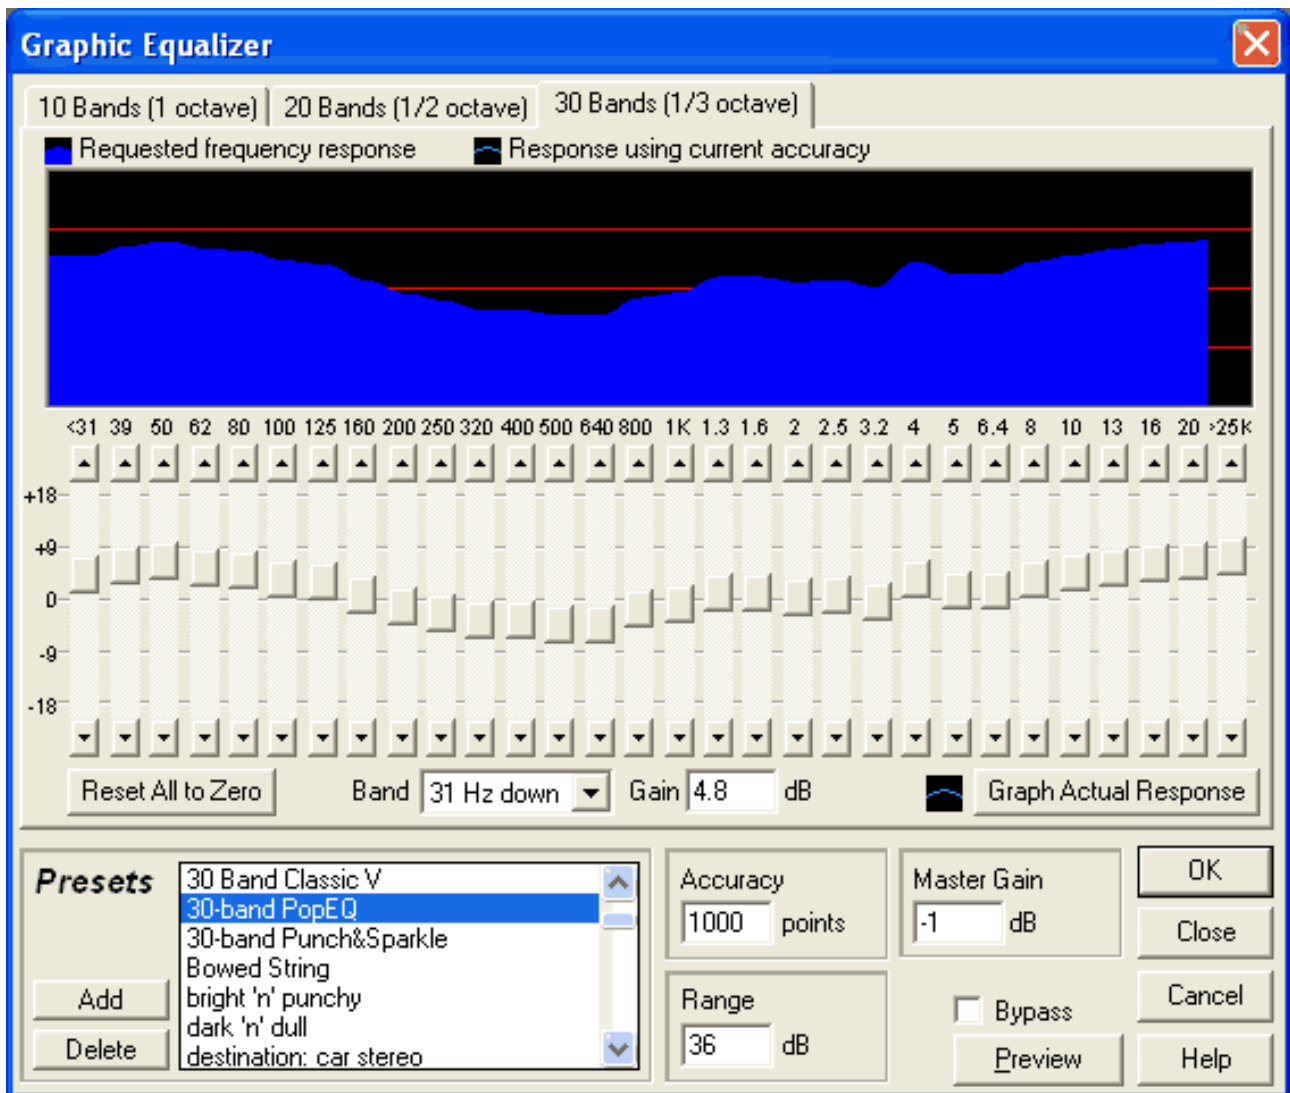 Graphic Equalizer
10 Bands (1 octave) 20 Bands (1/2 octave) 30 Bands (1/3 octave)
Requested frequency response Response using current accuracy
<31 39 50 62 80 100 125 160 200 250 320 400 500 640 800 1K 1.3 1.6 2 2.5 3.2 4 5 6.4 8 10 13 16 20 >25k
+18
+9
0
-9
-18
Reset All to Zero Band 31 Hz down Gain 4.8 dB Graph Actual Response
Presets
30 Band Classic V
30-band PopEQ
30-band Punch&Sparkle
Bowed String
bright 'n' punchy
dark 'n' dull
destination: car stereo
Add
Delete
Accuracy
1000 points
Range
36 dB
Master Gain
-1 dB
Bypass
Preview
OK
Close
Cancel
Help